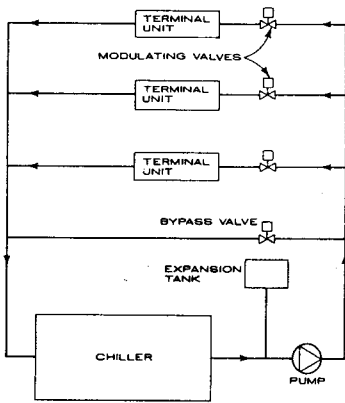 TERMINAL
UNIT
MODULATING VALVES
TERMINAL
UNIT
TERMINAL
UNIT
BYPASS VALVE
EXPANSION
TANK
CHILLER
PUMP